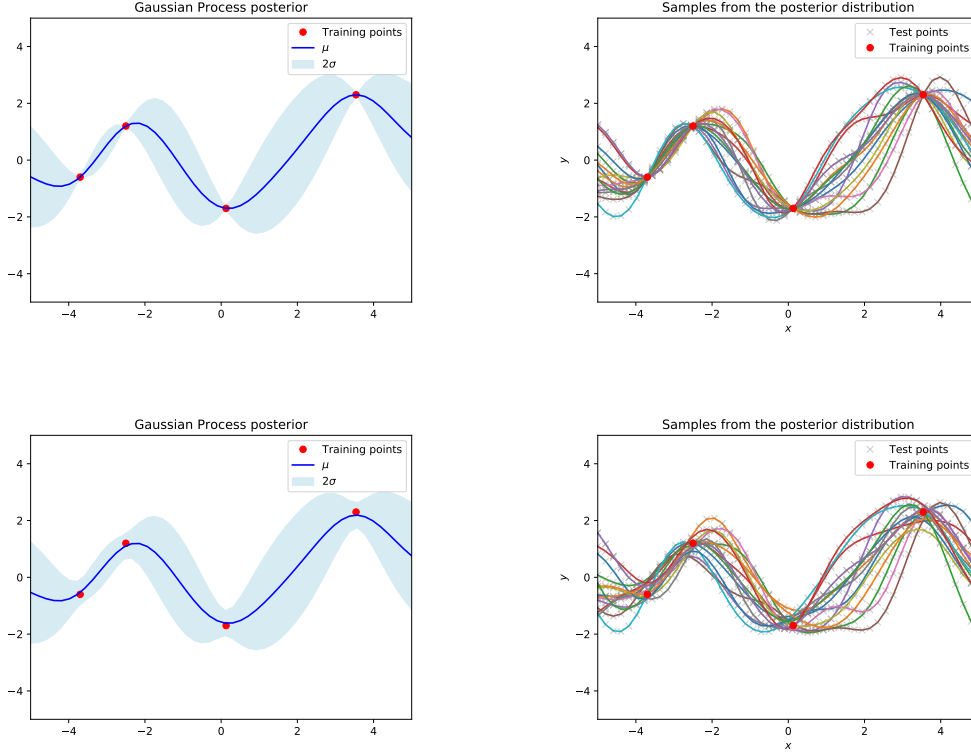 Gaussian Process posterior
Training points
μ
2σ
4
2
0
−2
−4
−4 −2 0 2 4
Samples from the posterior distribution
Test points
Training points
4
2
0
−2
−4
y
−4 −2 0 2 4
x
Gaussian Process posterior
Training points
μ
2σ
4
2
0
−2
−4
−4 −2 0 2 4
Samples from the posterior distribution
Test points
Training points
4
2
0
−2
−4
y
−4 −2 0 2 4
x